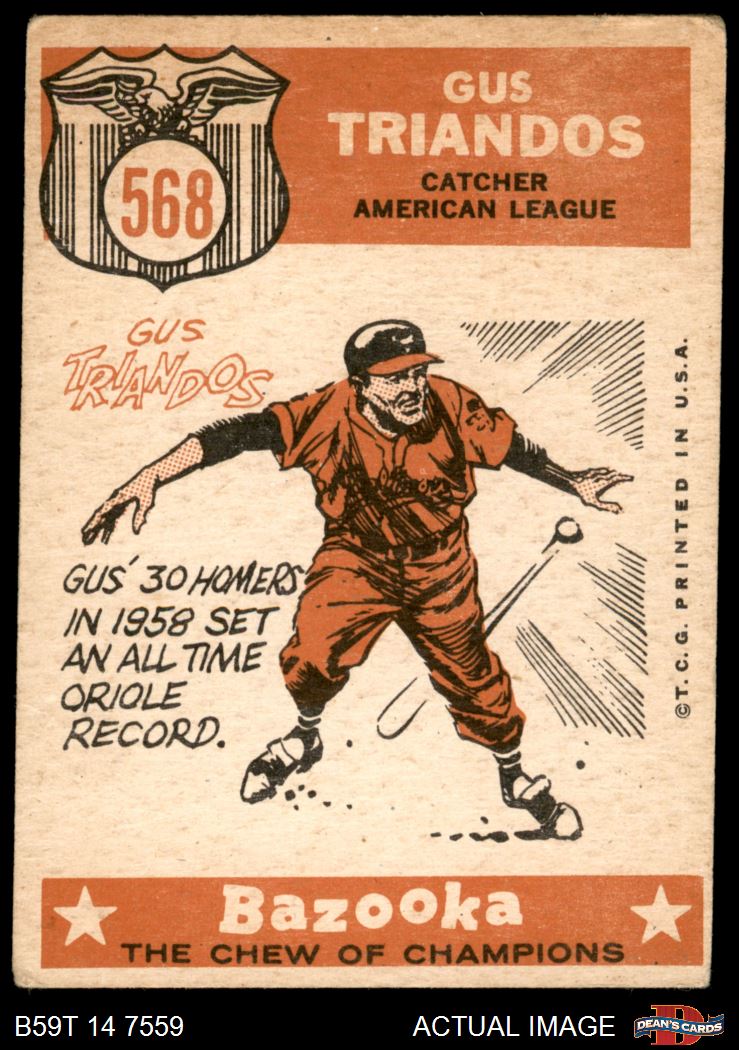 568
GUS
TRIANDOS
CATCHER
AMERICAN LEAGUE
GUS
TRIANDOS
GUS' 30 HOMERS
IN 1958 SET
AN ALL TIME
ORIOLE
RECORD.
©T.C.G. PRINTED IN U.S.A.
Bazooka
THE CHEW OF CHAMPIONS
B59T 14 7559
ACTUAL IMAGE
D
DEAN'S CARDS